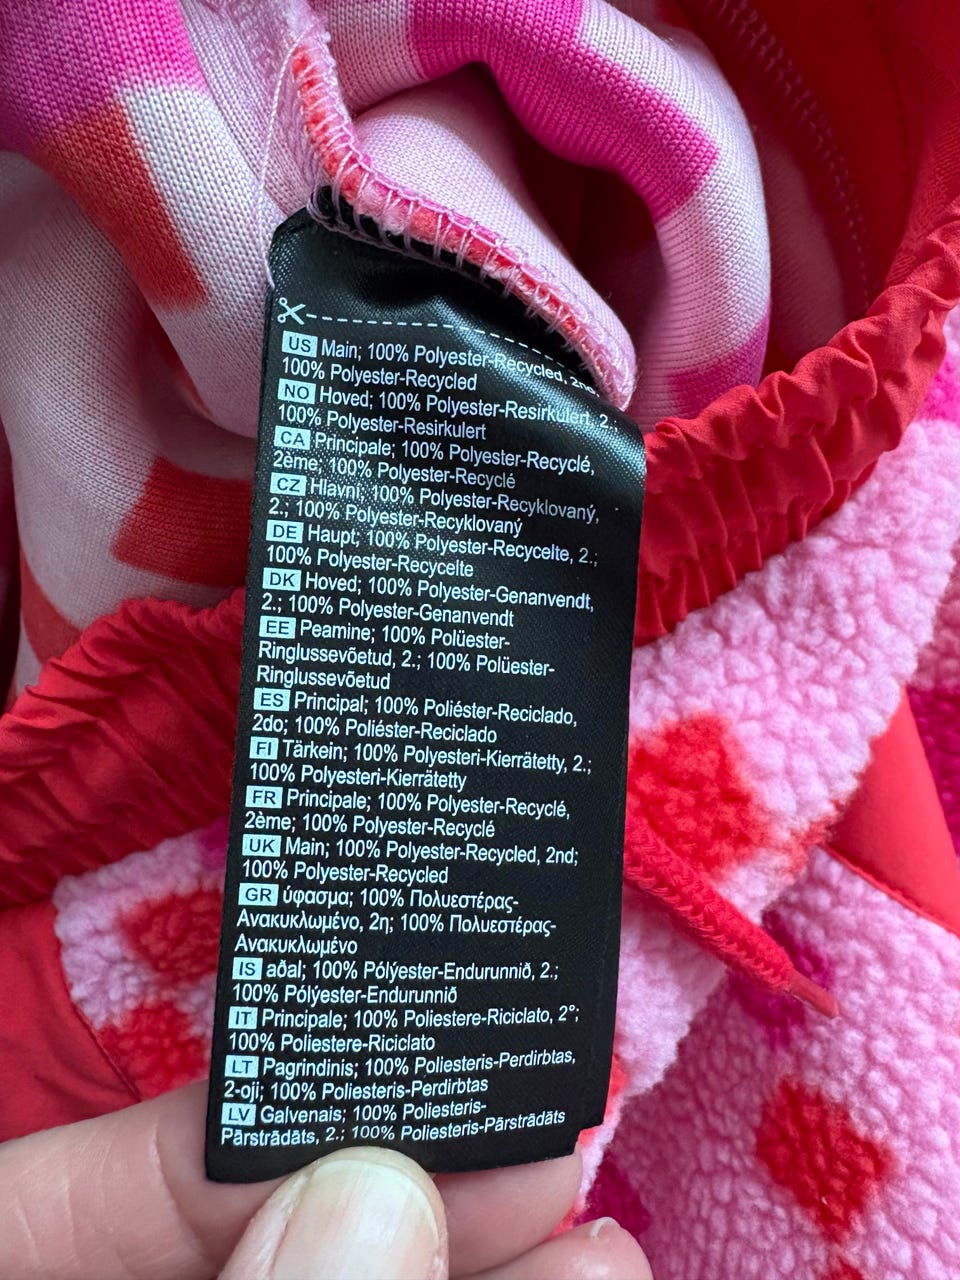 US Main; 100% Polyester-Recycled, 2nd;
100% Polyester-Recycled
NO Hoved; 100% Polyester-Resirkulert, 2.;
100% Polyester-Resirkulert
CA Principale; 100% Polyester-Recyclé,
2ème; 100% Polyester-Recyclé
CZ Hlavní; 100% Polyester-Recyklovaný,
2.; 100% Polyester-Recyklovaný
DE Haupt; 100% Polyester-Recycelte, 2.;
100% Polyester-Recycelte
DK Hoved; 100% Polyester-Genanvendt,
2.; 100% Polyester-Genanvendt
EE Peamine; 100% Polüester-
Ringlussevõetud, 2.; 100% Polüester-
Ringlussevõetud
ES Principal; 100% Poliéster-Reciclado,
2do; 100% Poliéster-Reciclado
FI Tärkein; 100% Polyesteri-Kierrätetty, 2.;
100% Polyesteri-Kierrätetty
FR Principale; 100% Polyester-Recyclé,
2ème; 100% Polyester-Recyclé
UK Main; 100% Polyester-Recycled, 2nd;
100% Polyester-Recycled
GR ύφασμα; 100% Πολυεστέρας-
Ανακυκλωμένο, 2η; 100% Πολυεστέρας-
Ανακυκλωμένο
IS aðal; 100% Pólýester-Endurunnið, 2.;
100% Pólýester-Endurunnið
IT Principale; 100% Poliestere-Riciclato, 2°;
100% Poliestere-Riciclato
LT Pagrindinis; 100% Poliesteris-Perdirbtas,
2-oji; 100% Poliesteris-Perdirbtas
LV Galvenais; 100% Poliesteris-
Pārstrādāts, 2.; 100% Poliesteris-Pārstrādāts